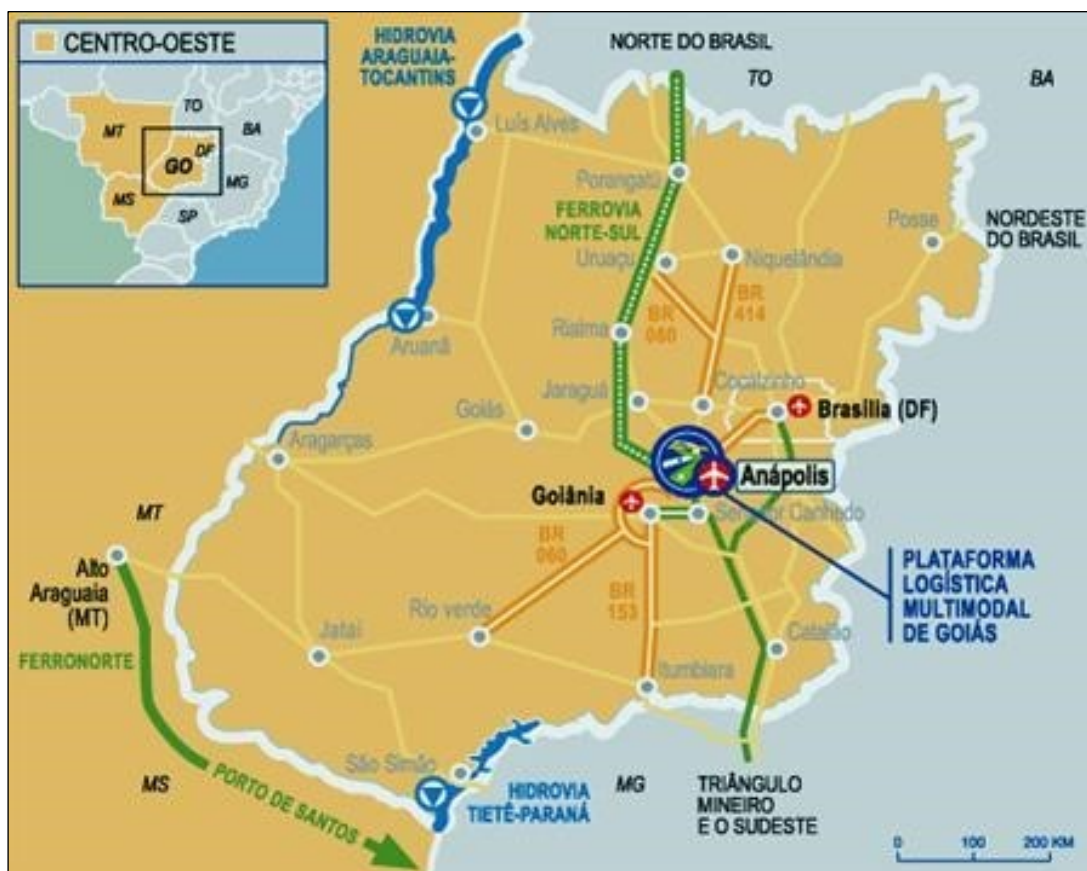 CENTRO-OESTE
MT
TO
BA
GO
DF
MG
MS
SP
HIDROVIA
ARAGUAIA-
TOCANTINS
NORTE DO BRASIL
TO
BA
Luís Alves
Porangatú
FERROVIA
NORTE-SUL
Posse
NORDESTE
DO BRASIL
Uruaçu
Niquelândia
BR
080
BR
414
Aruanã
Rialma
Jaraguá
Cocalzinho
Goiás
Brasília (DF)
Aragarças
Anápolis
Goiânia
Senador Canhedo
MT
BR
060
Alto
Araguaia
(MT)
PLATAFORMA
LOGÍSTICA
MULTIMODAL
DE GOIÁS
Rio verde
BR
153
Jataí
Catalão
FERRONORTE
Itumbiara
São Simão
MS
PORTO DE SANTOS
HIDROVIA
TIETÊ-PARANÁ
MG
TRIÂNGULO
MINEIRO
E O SUDESTE
0 100 200 KM